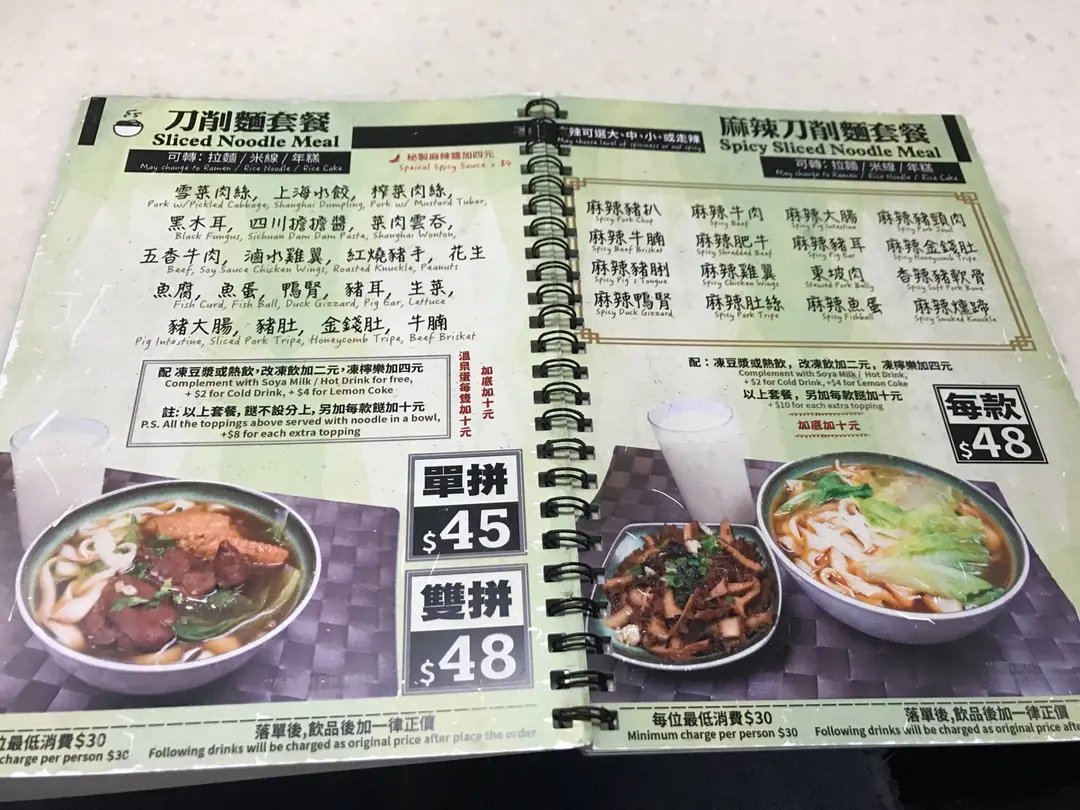 刀削麵套餐
Sliced Noodle Meal
可轉：拉麵/米線/年糕
May change to Ramen / Rice Noodle / Rice Cake
秘製麻辣醬加四元
Speical Spicy Sauce + $4
雪菜肉絲，上海水餃，榨菜肉絲，
Pork w/Pickled Cabbage, Shanghai Dumpling, Pork w/ Mustard Tuber,
黑木耳，四川擔擔醬，菜肉雲吞，
Black Fungus, Sichuan Dam Dam Pasta, Shanghai Wonton,
五香牛肉，滷水雞翼，紅燒豬手，花生
Beef, Soy Sauce Chicken Wings, Roasted Knuckle, Peanuts
魚腐，魚蛋，鴨腎，豬耳，生菜，
Fish Curd, Fish Ball, Duck Gizzard, Pig Ear, Lettuce
豬大腸，豬肚，金錢肚，牛腩
Pig Intestine, Sliced Pork Tripe, Honeycomb Tripe, Beef Brisket
配 凍豆漿或熱飲，改凍飲加二元，凍檸樂加四元
Complement with Soya Milk / Hot Drink for free,
+ $2 for Cold Drink, + $4 for Lemon Coke
註：以上套餐，餸不設分上，另加每款餸加十元
P.S. All the toppings above served with noodle in a bowl,
+$8 for each extra topping
溫泉蛋每隻加十元
加底加十元
單拼
$45
雙拼
$48
位最低消費$30
charge per person $30
落單後，飲品後加一律正價
Following drinks will be charged as original price after place the order
辣可選大、中、小、或走辣
May choose level of spiciness or not spicy
麻辣刀削麵套餐
Spicy Sliced Noodle Meal
可轉：拉麵/米線/年糕
May change to Ramen / Rice Noodle / Rice Cake
麻辣豬扒 麻辣牛肉 麻辣大腸 麻辣豬頸肉
Spicy Pork Chop Spicy Beef Spicy Pig Intestine Spicy Pork Jowl
麻辣牛腩 麻辣肥牛 麻辣豬耳 麻辣金錢肚
Spicy Beef Brisket Spicy Shredded Beef Spicy Pig Ear Spicy Honeycomb Tripe
麻辣豬脷 麻辣雞翼 東坡肉 香辣豬軟骨
Spicy Pig's Tongue Spicy Chicken Wings Stewed Pork Belly Spicy Soft Pork Bone
麻辣鴨腎 麻辣肚絲 麻辣魚蛋 麻辣燻蹄
Spicy Duck Gizzard Spicy Pork Tripe Spicy Fishball Spicy Smoked Knuckle
配：凍豆漿或熱飲，改凍飲加二元，凍檸樂加四元
Complement with Soya Milk / Hot Drink,
+$2 for Cold Drink, +$4 for Lemon Coke
以上套餐，另加每款餸加十元
+ $10 for each extra topping
加底加十元
每款
$48
每位最低消費$30
Minimum charge per person $30
落單後，飲品後加一律正價
Following drinks will be charged as original price afte